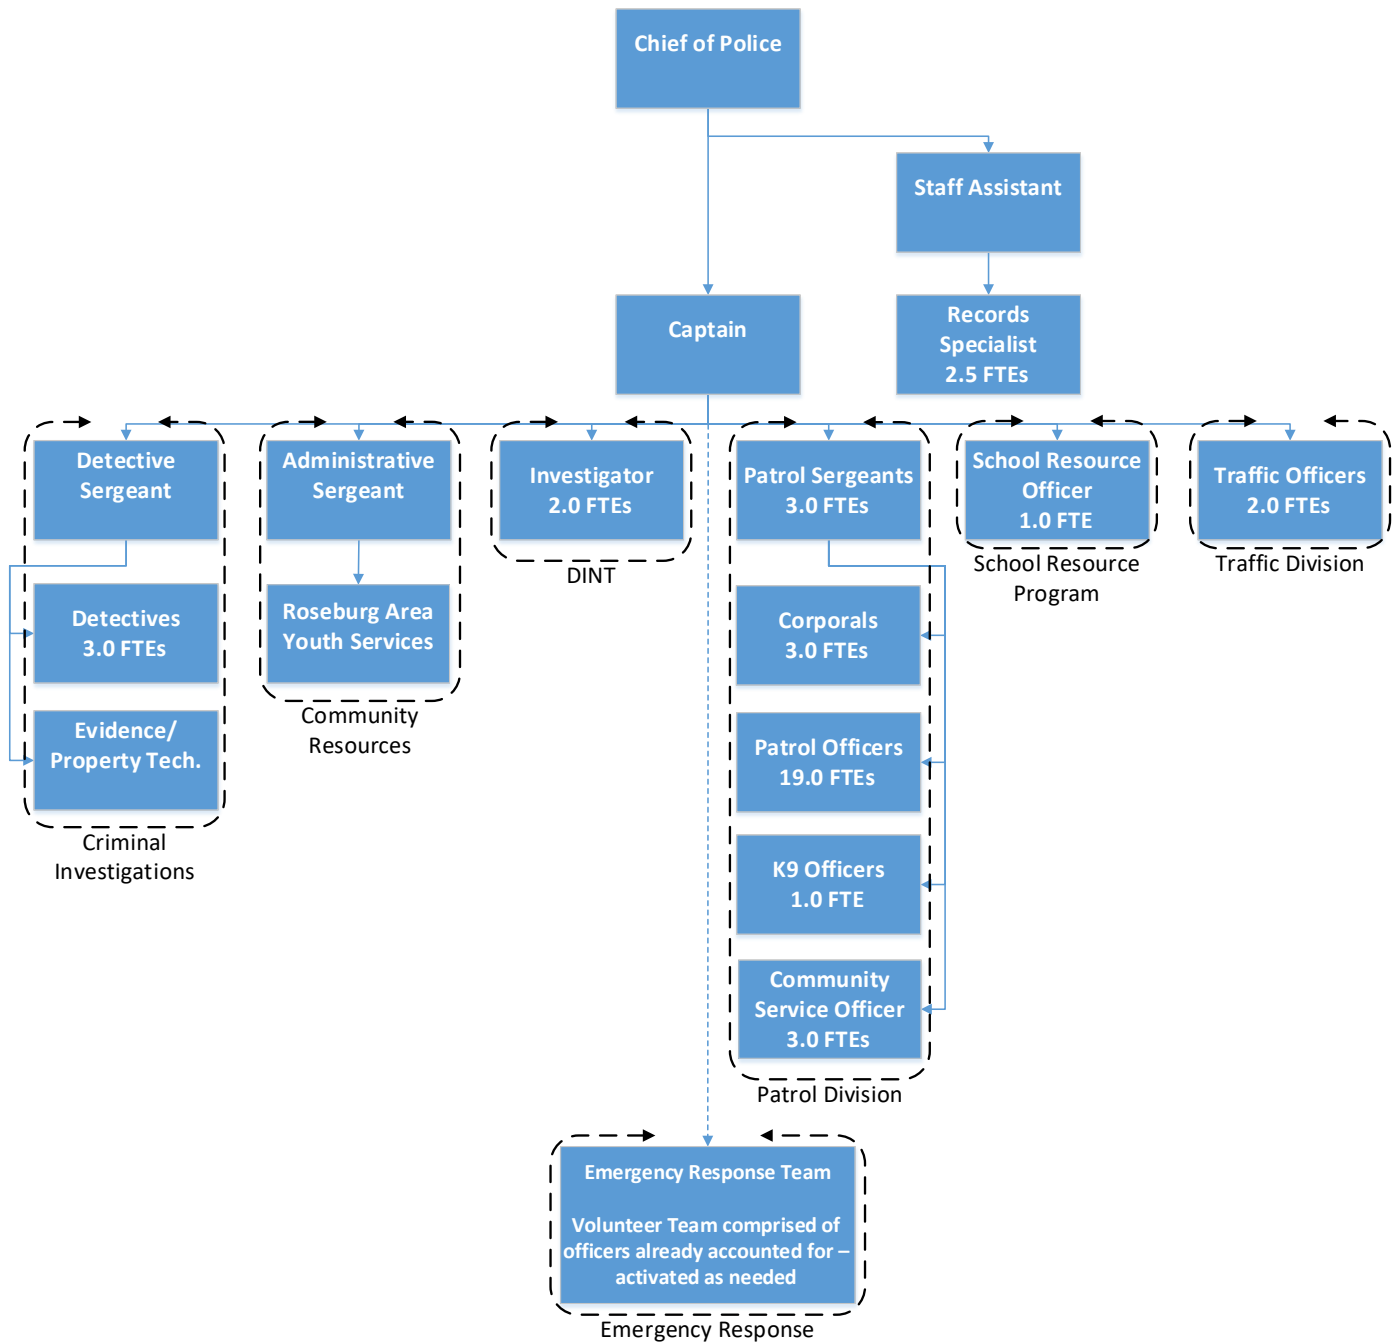 Chief of Police
Staff Assistant
Captain
Records
Specialist
2.5 FTEs
Detective
Sergeant
Detectives
3.0 FTEs
Evidence/
Property Tech.
Criminal
Investigations
Administrative
Sergeant
Roseburg Area
Youth Services
Community
Resources
Investigator
2.0 FTEs
DINT
Patrol Sergeants
3.0 FTEs
Corporals
3.0 FTEs
Patrol Officers
19.0 FTEs
K9 Officers
1.0 FTE
Community
Service Officer
3.0 FTEs
Patrol Division
School Resource
Officer
1.0 FTE
School Resource
Program
Traffic Officers
2.0 FTEs
Traffic Division
Emergency Response Team
Volunteer Team comprised of
officers already accounted for –
activated as needed
Emergency Response